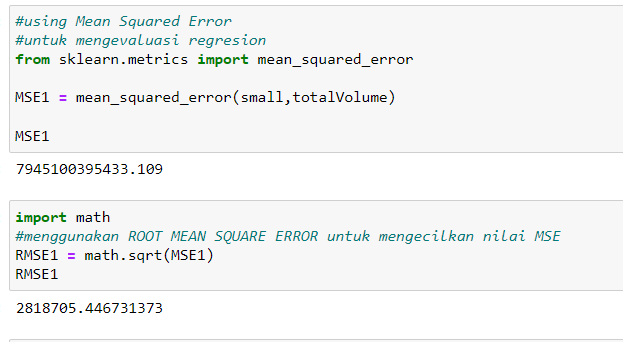 #using Mean Squared Error
#untuk mengevaluasi regresion
from sklearn.metrics import mean_squared_error
MSE1 = mean_squared_error(small,totalVolume)
MSE1
7945100395433.109
import math
#menggunakan ROOT MEAN SQUARE ERROR untuk mengecilkan nilai MSE
RMSE1 = math.sqrt(MSE1)
RMSE1
2818705.446731373